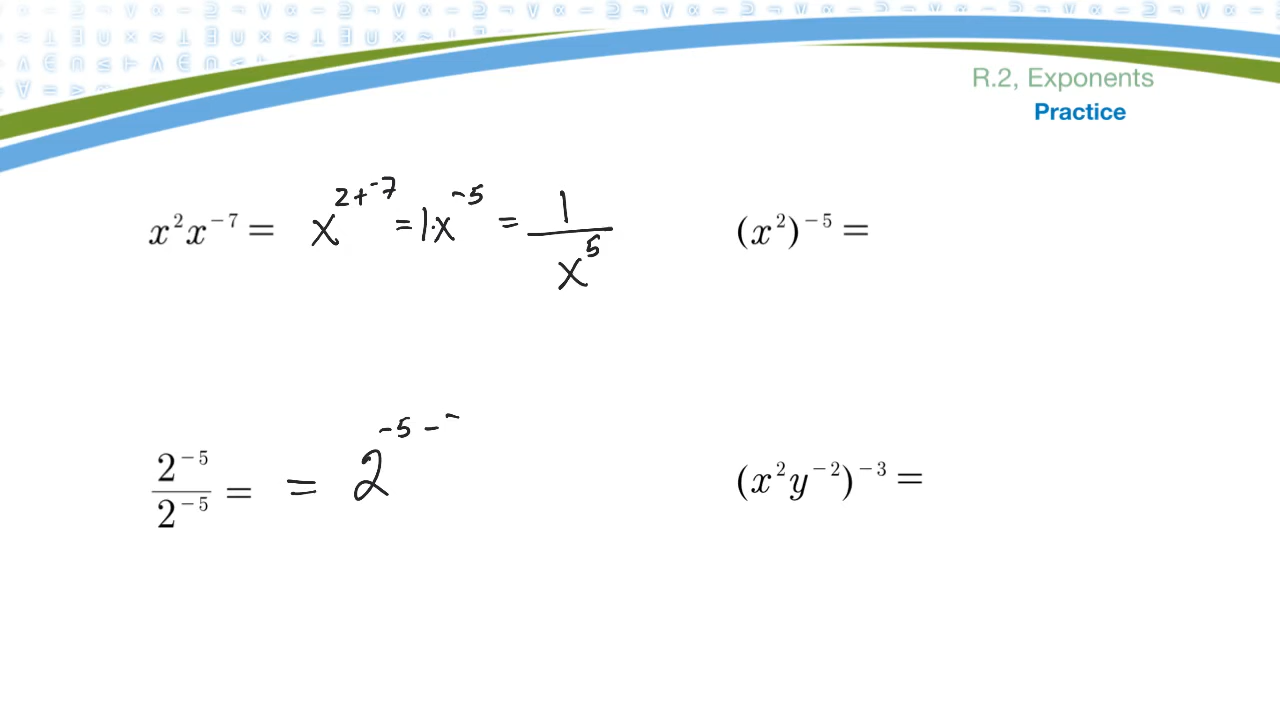 R.2, Exponents
Practice
x²x⁻⁷ = x²⁺⁻⁷ = 1·x⁻⁵ = 1/x⁵
(x²)⁻⁵ =
2⁻⁵/2⁻⁵ = = 2⁻⁵⁻
(x²y⁻²)⁻³ =